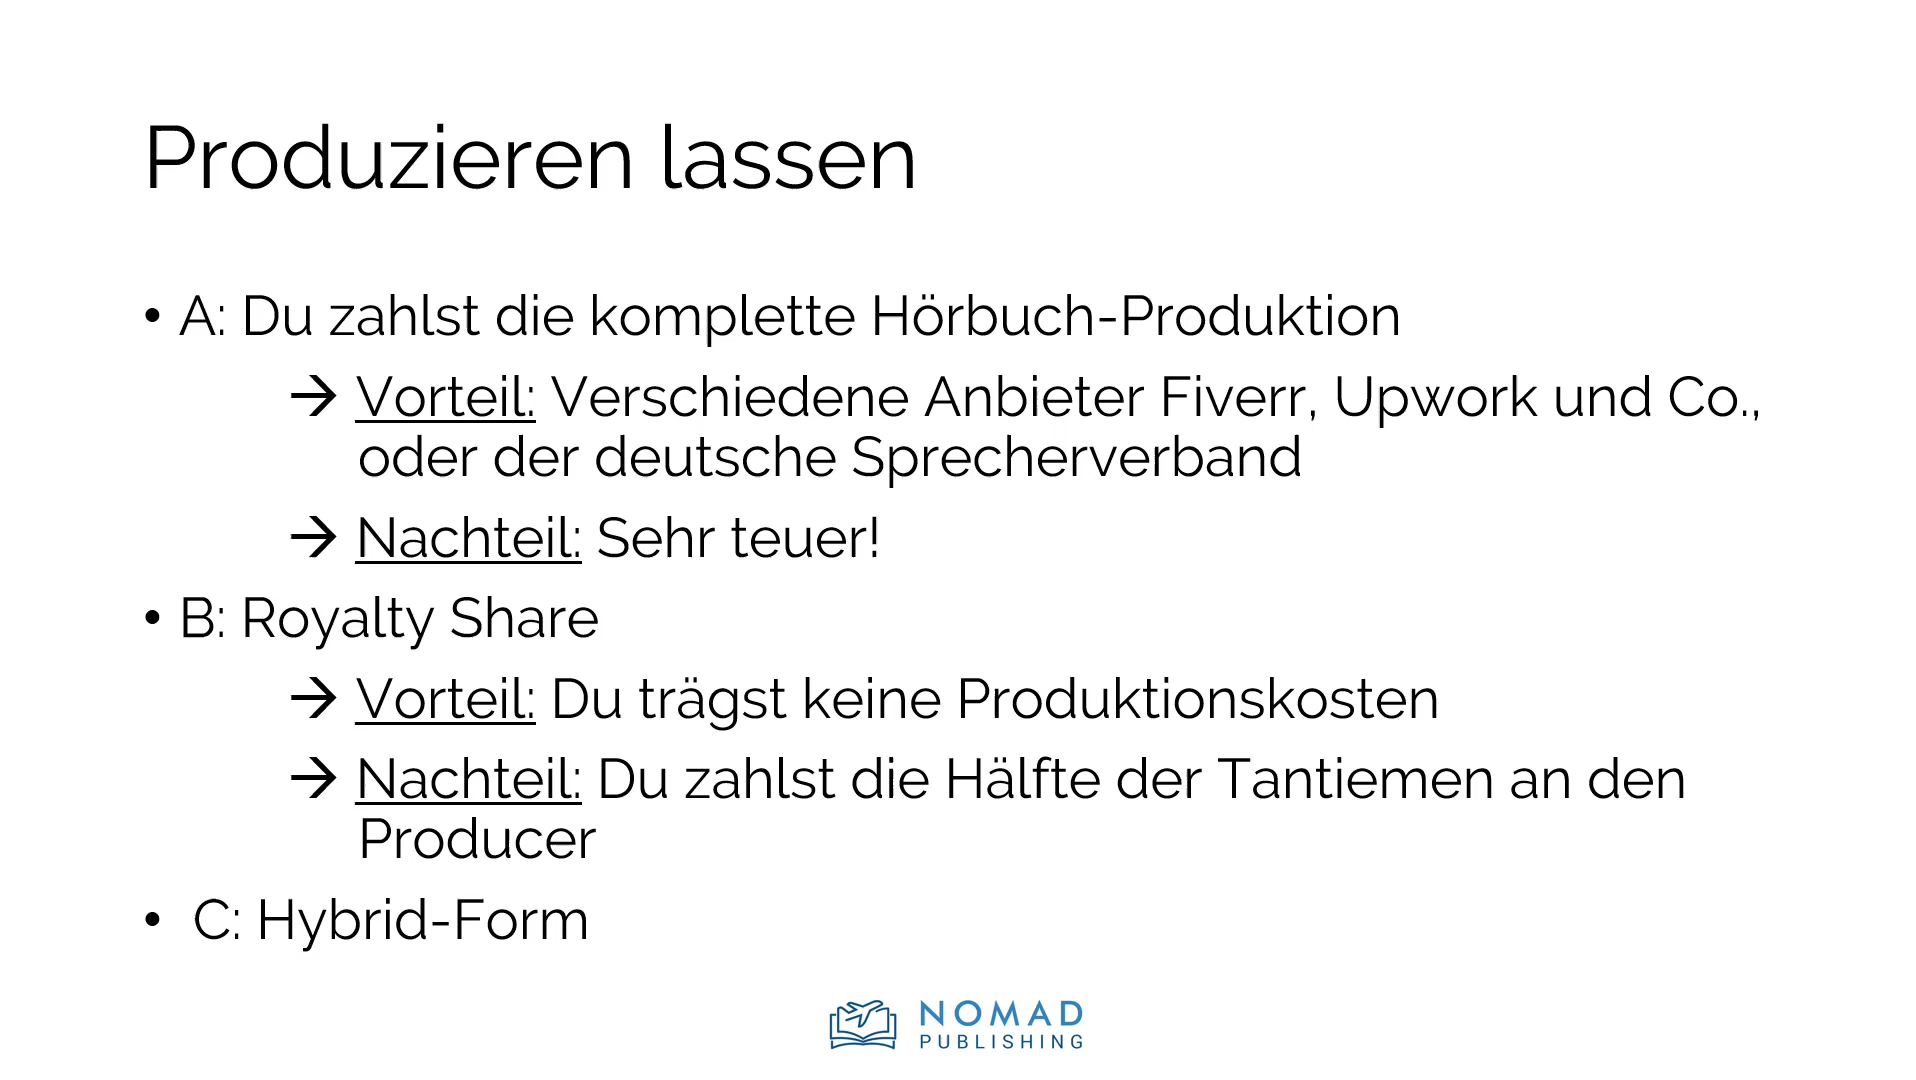 Produzieren lassen
• A: Du zahlst die komplette Hörbuch-Produktion
→ Vorteil: Verschiedene Anbieter Fiverr, Upwork und Co.,
oder der deutsche Sprecherverband
→ Nachteil: Sehr teuer!
• B: Royalty Share
→ Vorteil: Du trägst keine Produktionskosten
→ Nachteil: Du zahlst die Hälfte der Tantiemen an den
Producer
• C: Hybrid-Form
NOMAD
PUBLISHING